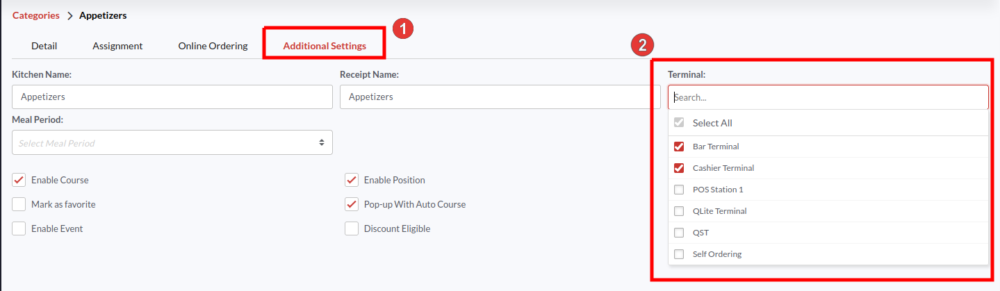 Categories > Appetizers
1
Detail Assignment Online Ordering Additional Settings
2
Kitchen Name: Receipt Name: Terminal:
Appetizers Appetizers Search...
Meal Period:
Select All
Select Meal Period
Bar Terminal
Cashier Terminal
Enable Course Enable Position
POS Station 1
Mark as favorite Pop-up With Auto Course
QLite Terminal
Enable Event Discount Eligible
QST
Self Ordering